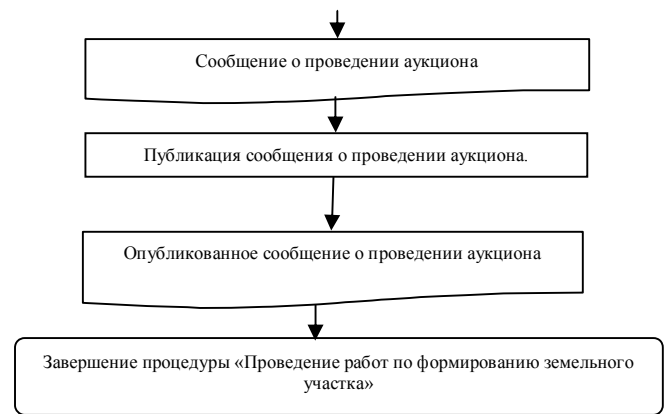 Сообщение о проведении аукциона
Публикация сообщения о проведении аукциона.
Опубликованное сообщение о проведении аукциона
Завершение процедуры «Проведение работ по формированию земельного
участка»